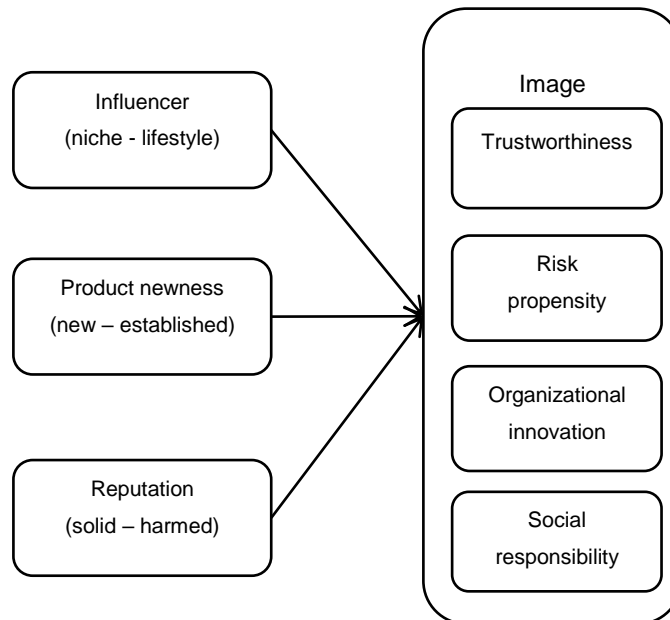 Influencer
(niche - lifestyle)
Product newness
(new – established)
Reputation
(solid – harmed)
Image
Trustworthiness
Risk
propensity
Organizational
innovation
Social
responsibility